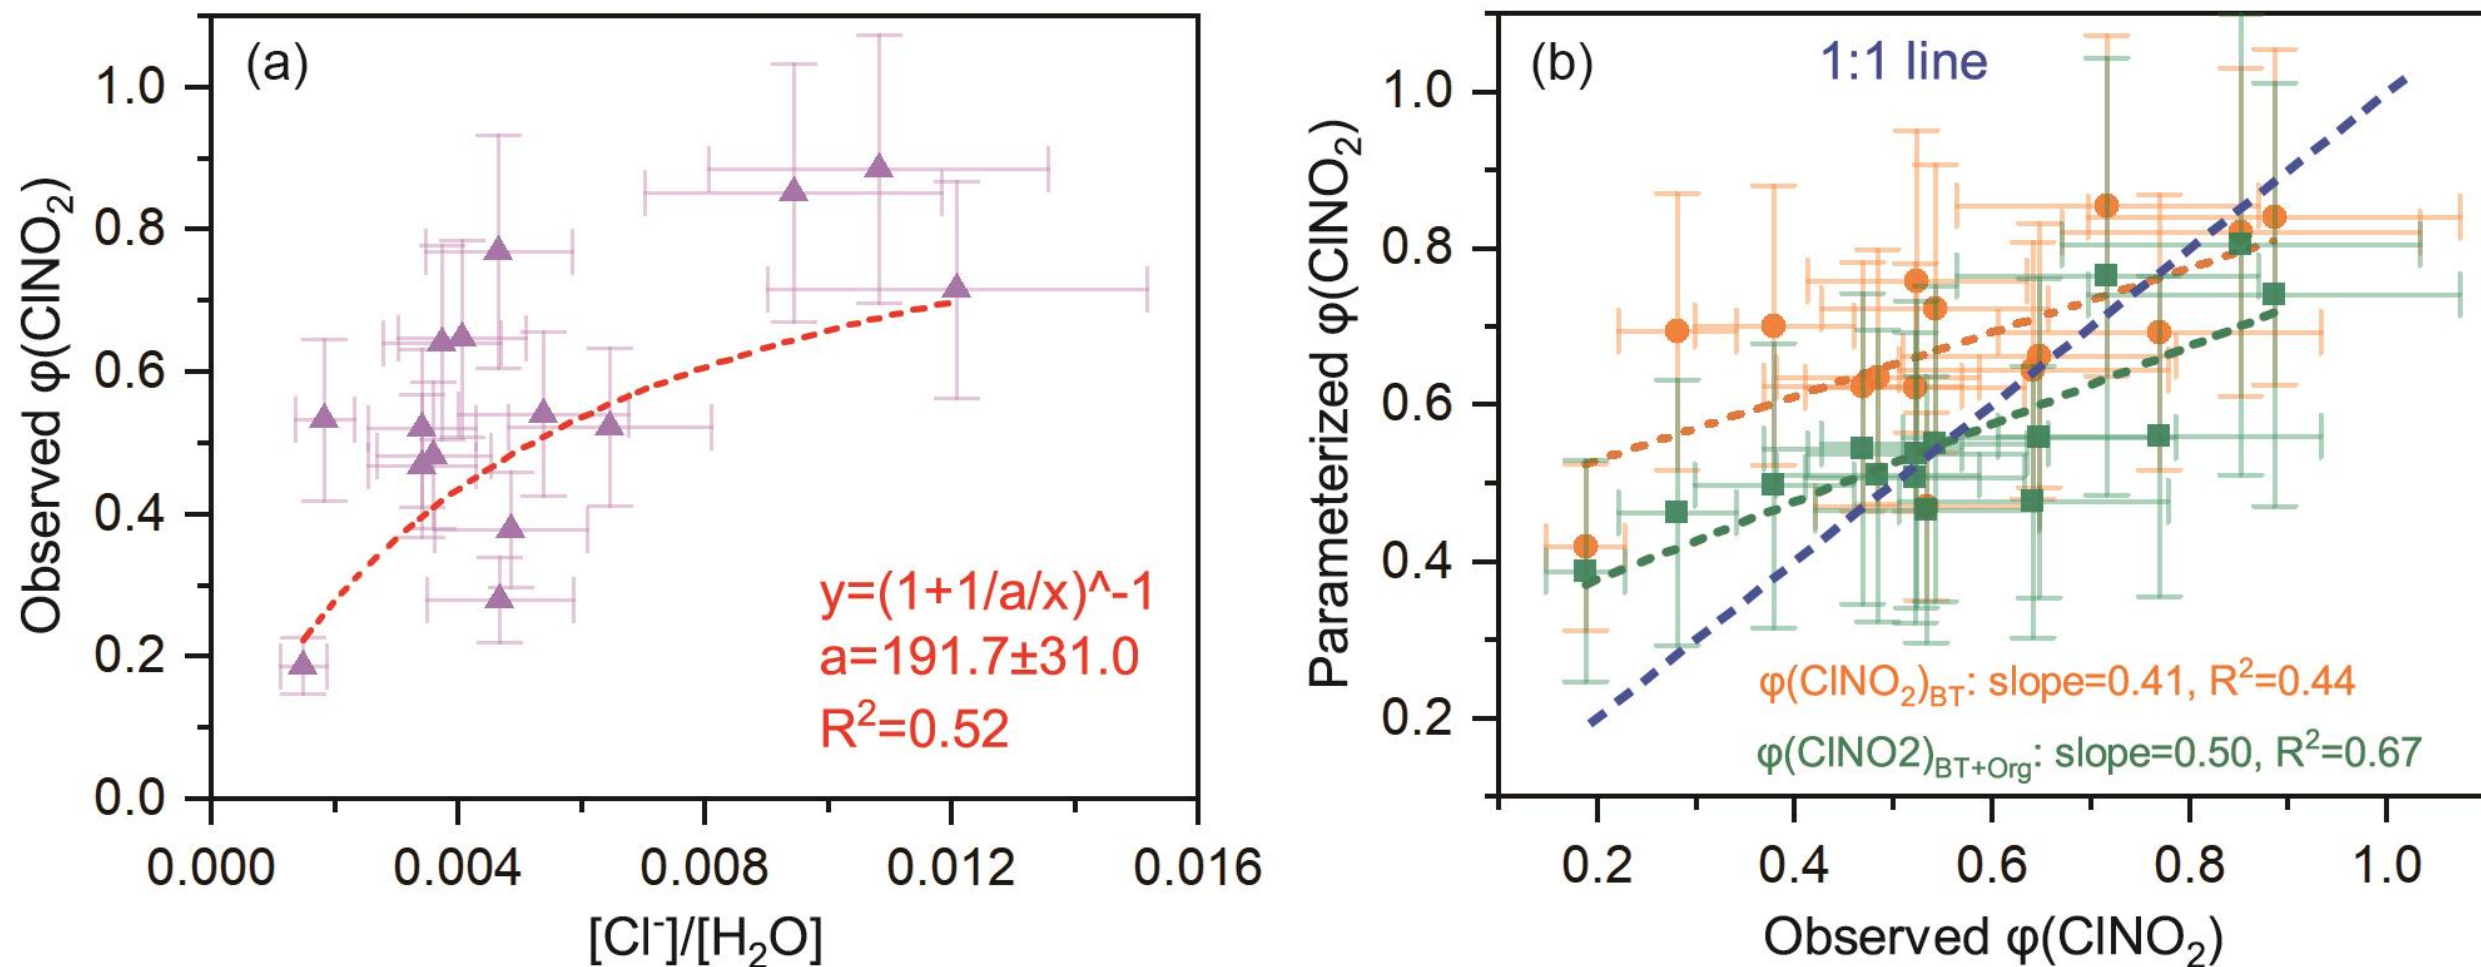 (a)
Observed φ(ClNO₂)
1.0
0.8
0.6
0.4
0.2
0.0
y=(1+1/a/x)^-1
a=191.7±31.0
R²=0.52
0.000 0.004 0.008 0.012 0.016
[Cl⁻]/[H₂O]
(b)
1:1 line
Parameterized φ(ClNO₂)
1.0
0.8
0.6
0.4
0.2
φ(ClNO₂)BT: slope=0.41, R²=0.44
φ(ClNO2)BT+Org: slope=0.50, R²=0.67
0.2 0.4 0.6 0.8 1.0
Observed φ(ClNO₂)